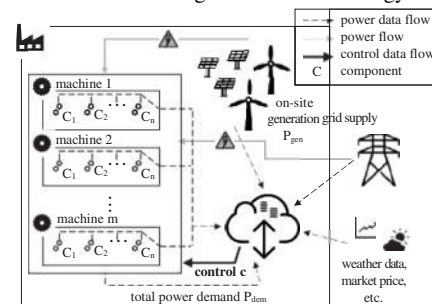 power data flow
power flow
control data flow
C component
machine 1
C1 C2 ... Cn
machine 2
C1 C2 ... Cn
machine m
C1 C2 ... Cn
on-site
generation
Pgen
grid supply
control c
total power demand Pdem
weather data,
market price,
etc.